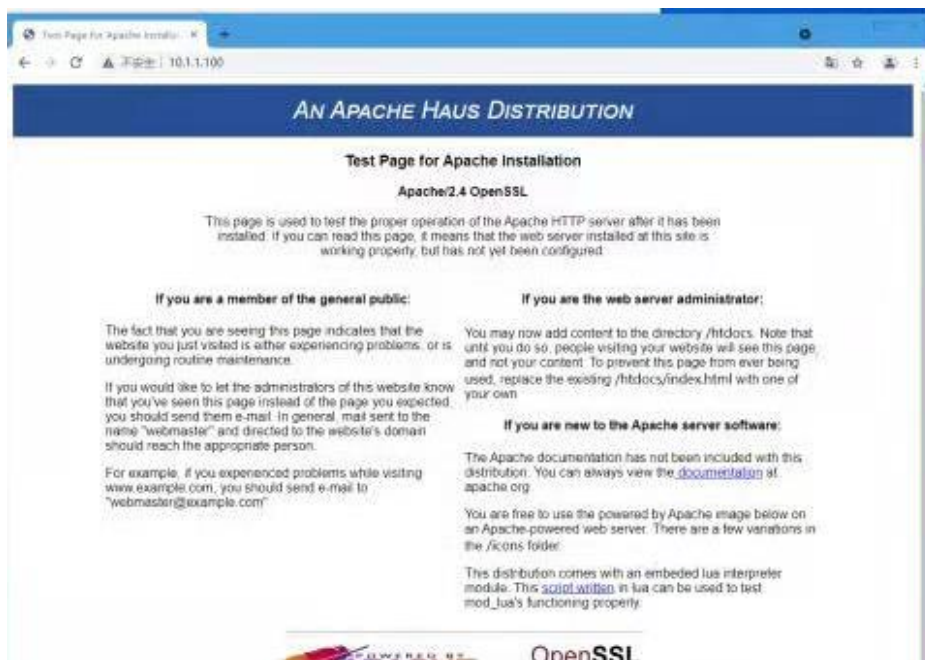 Test Page for Apache Installa
不安全 10.1.1.100
AN APACHE HAUS DISTRIBUTION
Test Page for Apache Installation
Apache/2.4 OpenSSL
This page is used to test the proper operation of the Apache HTTP server after it has been
installed. If you can read this page, it means that the web server installed at this site is
working properly, but has not yet been configured.
If you are a member of the general public:
The fact that you are seeing this page indicates that the
website you just visited is either experiencing problems, or is
undergoing routine maintenance.
If you would like to let the administrators of this website know
that you've seen this page instead of the page you expected,
you should send them e-mail. In general, mail sent to the
name "webmaster" and directed to the website's domain
should reach the appropriate person.
For example, if you experienced problems while visiting
www.example.com, you should send e-mail to
"webmaster@example.com"
If you are the web server administrator:
You may now add content to the directory /htdocs. Note that
until you do so, people visiting your website will see this page,
and not your content. To prevent this page from ever being
used, replace the existing /htdocs/index.html with one of
your own.
If you are new to the Apache server software:
The Apache documentation has not been included with this
distribution. You can always view the documentation at
apache.org
You are free to use the powered by Apache image below on
an Apache-powered web server. There are a few variations in
the /icons folder.
This distribution comes with an embeded lua interpreter
module. This script written in lua can be used to test
mod_lua's functioning properly.
POWERED BY
OpenSSL